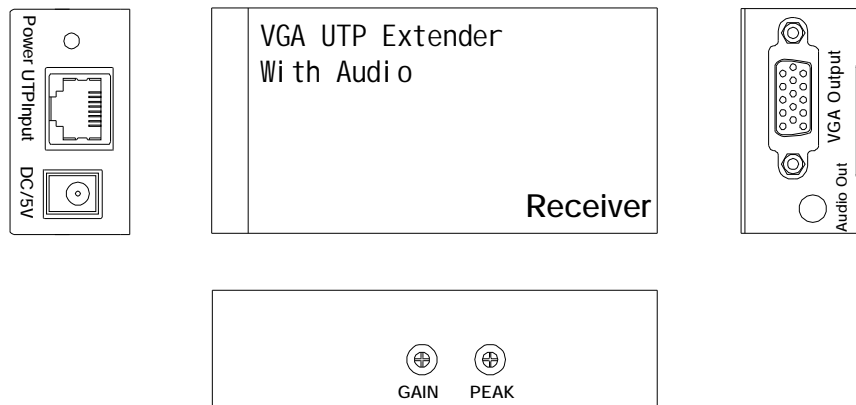 Power UTPInput
DC/5V
VGA UTP Extender
With Audio
Receiver
VGA Output
Audio Out
GAIN PEAK